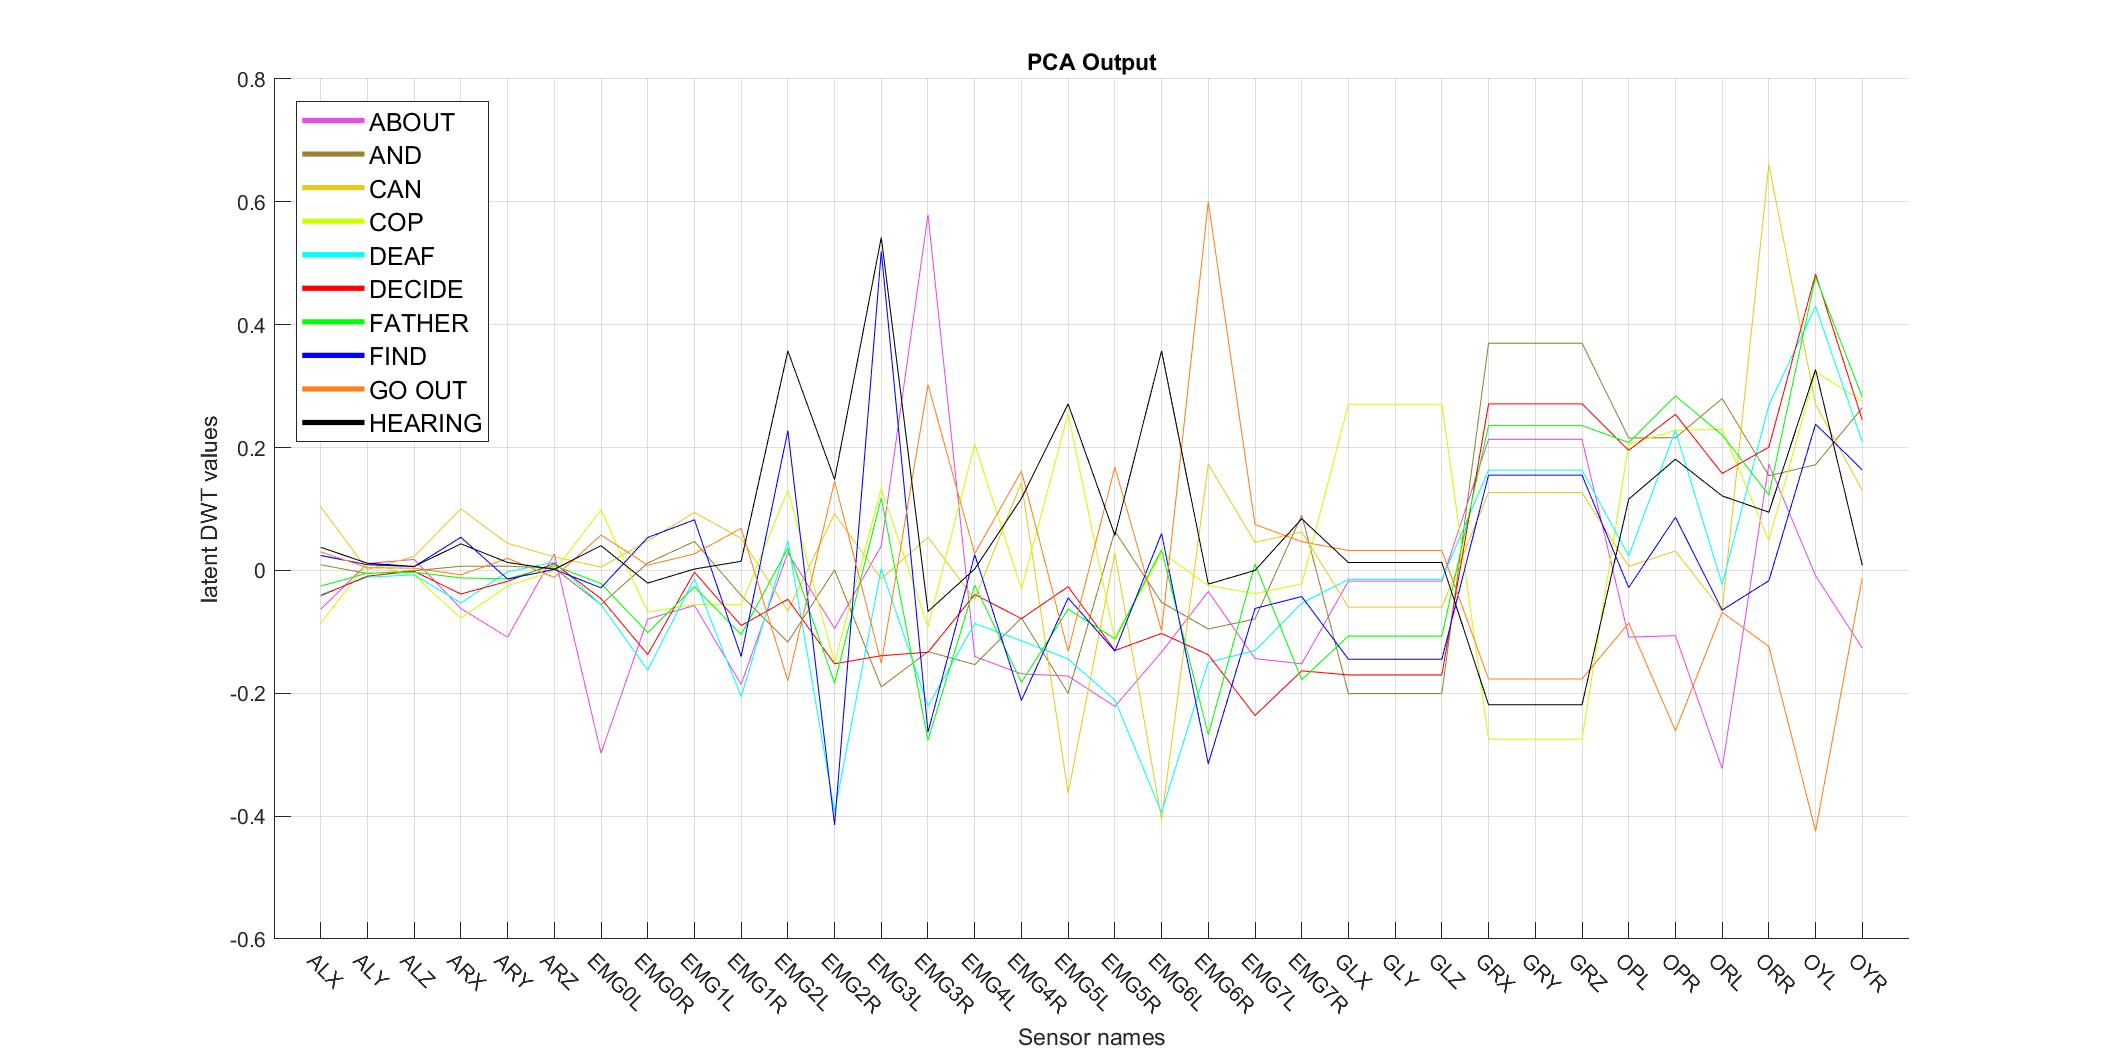 PCA Output
0.8
0.6
0.4
0.2
0
-0.2
-0.4
-0.6
latent DWT values
ABOUT
AND
CAN
COP
DEAF
DECIDE
FATHER
FIND
GO OUT
HEARING
ALX
ALY
ALZ
ARX
ARY
ARZ
EMG0L
EMG0R
EMG1L
EMG1R
EMG2L
EMG2R
EMG3L
EMG3R
EMG4L
EMG4R
EMG5L
EMG5R
EMG6L
EMG6R
EMG7L
EMG7R
GLX
GLY
GLZ
GRX
GRY
GRZ
OPL
OPR
ORL
ORR
OYL
OYR
Sensor names